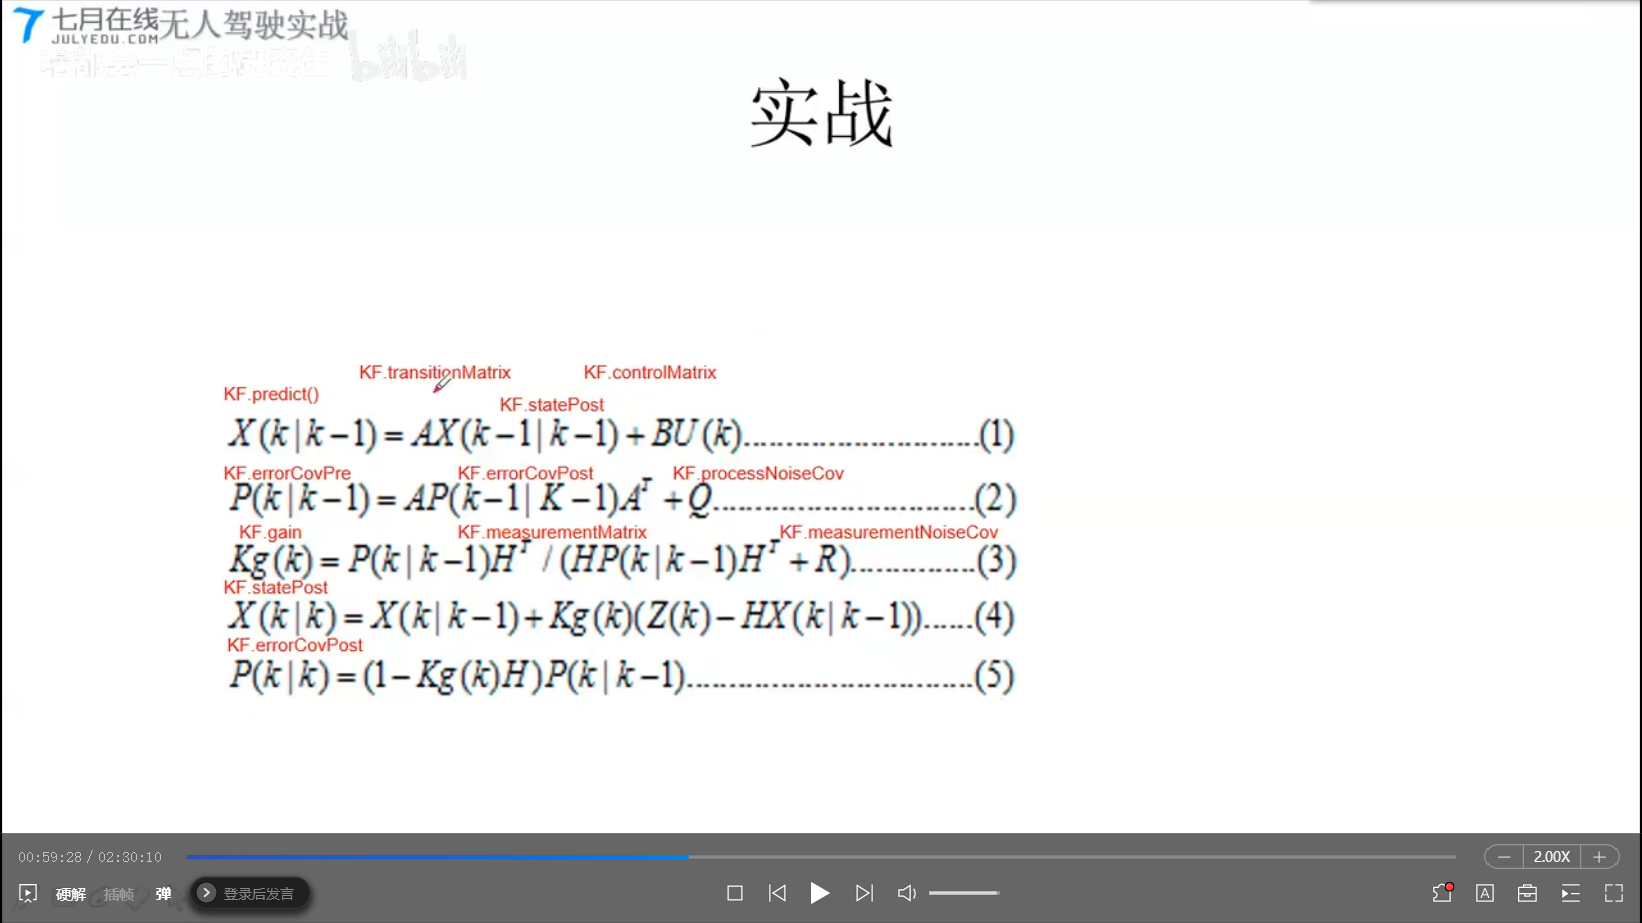 七月在线
JULYEDU.COM
无人驾驶实战
bilibili
实战
KF.transitionMatrix KF.controlMatrix
KF.predict()
KF.statePost
X(k|k-1)=AX(k-1|k-1)+BU(k)............................(1)
KF.errorCovPre KF.errorCovPost KF.processNoiseCov
P(k|k-1)=AP(k-1|K-1)A^T+Q...............................(2)
KF.gain KF.measurementMatrix KF.measurementNoiseCov
Kg(k)=P(k|k-1)H^T/(HP(k|k-1)H^T+R)...............(3)
KF.statePost
X(k|k)=X(k|k-1)+Kg(k)(Z(k)-HX(k|k-1))......(4)
KF.errorCovPost
P(k|k)=(1-Kg(k)H)P(k|k-1)..................................(5)
00:59:28 / 02:30:10
2.00X
硬解 插帧 弹 登录后发言
A